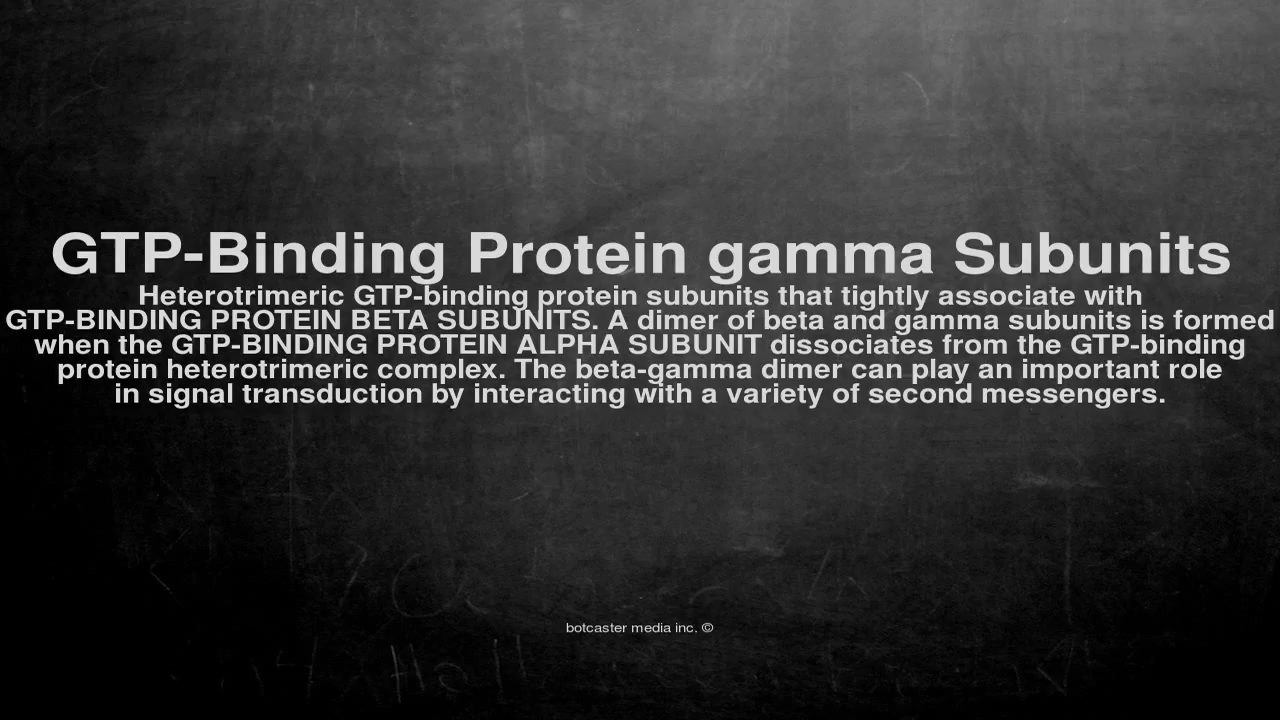 GTP-Binding Protein gamma Subunits
Heterotrimeric GTP-binding protein subunits that tightly associate with
GTP-BINDING PROTEIN BETA SUBUNITS. A dimer of beta and gamma subunits is formed
when the GTP-BINDING PROTEIN ALPHA SUBUNIT dissociates from the GTP-binding
protein heterotrimeric complex. The beta-gamma dimer can play an important role
in signal transduction by interacting with a variety of second messengers.
botcaster media inc. ©